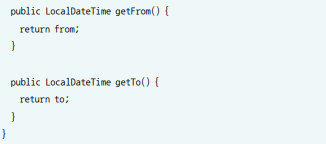 public LocalDateTime getFrom() {
return from;
}
public LocalDateTime getTo() {
return to;
}
}